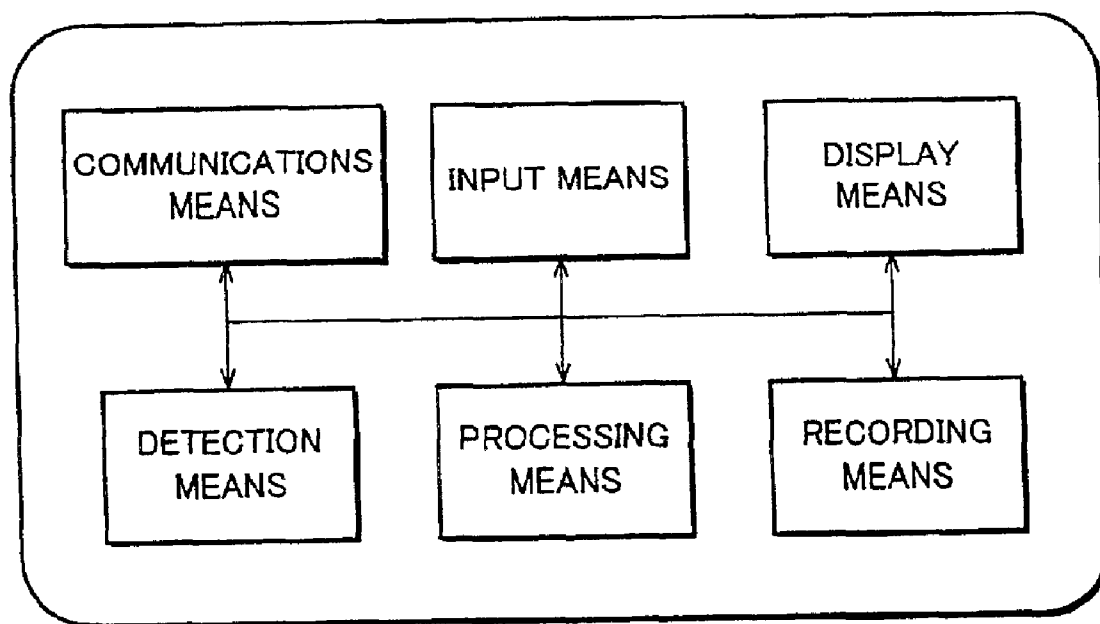 COMMUNICATIONS
MEANS
INPUT MEANS
DISPLAY
MEANS
DETECTION
MEANS
PROCESSING
MEANS
RECORDING
MEANS